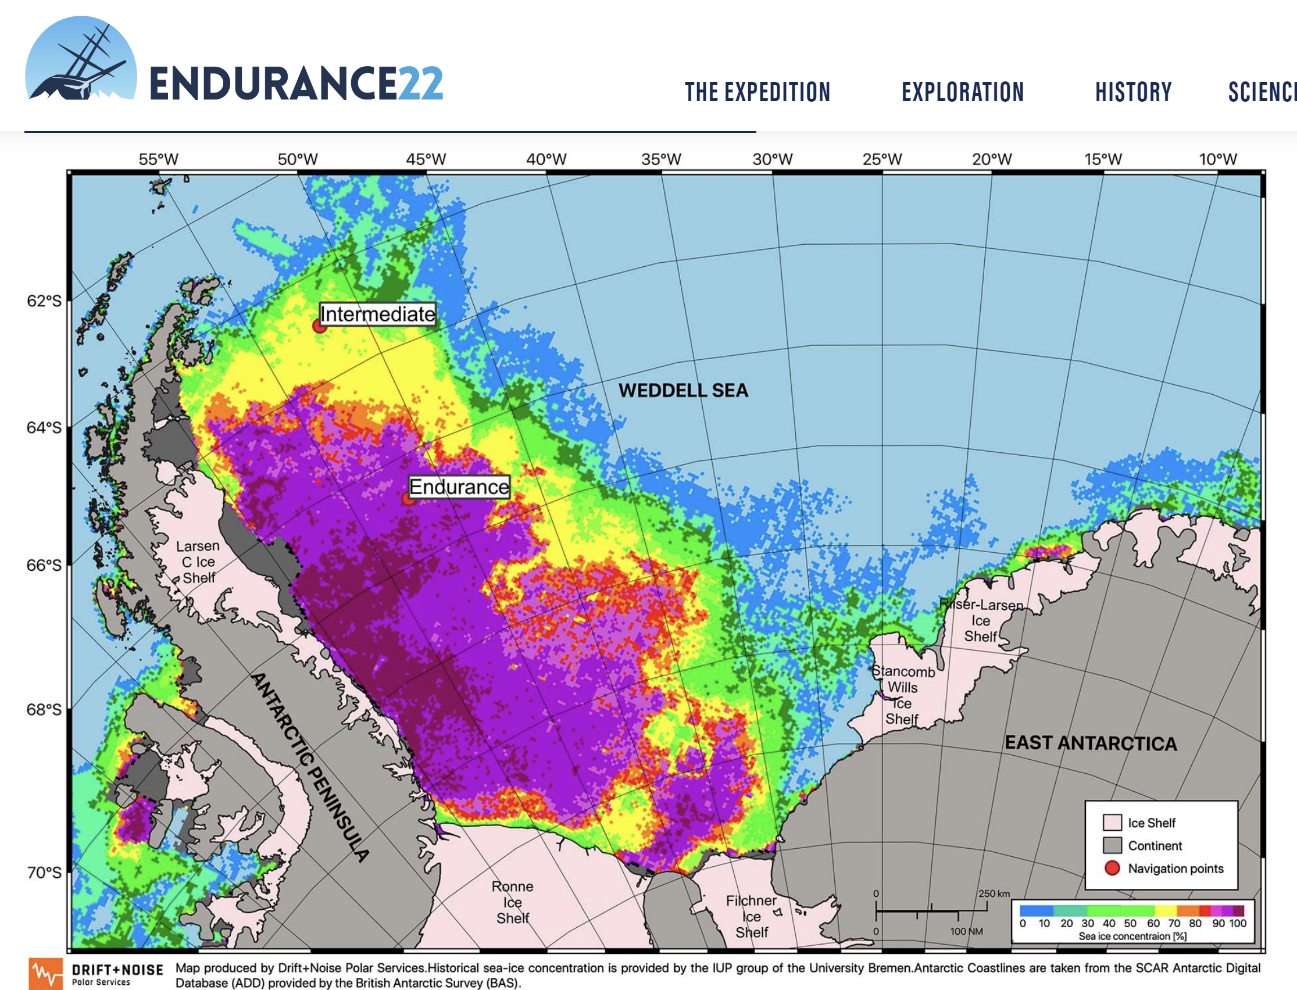 ENDURANCE22
THE EXPEDITION
EXPLORATION
HISTORY
SCIENC
55°W 50°W 45°W 40°W 35°W 30°W 25°W 20°W 15°W 10°W
62°S
Intermediate
WEDDELL SEA
64°S
Endurance
Larsen
C Ice
Shelf
66°S
Riiser-Larsen
Ice
Shelf
Stancomb
Wills
Ice
Shelf
68°S
ANTARCTIC PENINSULA
EAST ANTARCTICA
Ice Shelf
Continent
Navigation points
70°S
Ronne
Ice
Shelf
Filchner
Ice
Shelf
0 250 km
0 100 NM
0 10 20 30 40 50 60 70 80 90 100
Sea ice concentraion [%]
DRIFT+NOISE
Polar Services
Map produced by Drift+Noise Polar Services.Historical sea-ice concentration is provided by the IUP group of the University Bremen.Antarctic Coastlines are taken from the SCAR Antarctic Digital
Database (ADD) provided by the British Antarctic Survey (BAS).